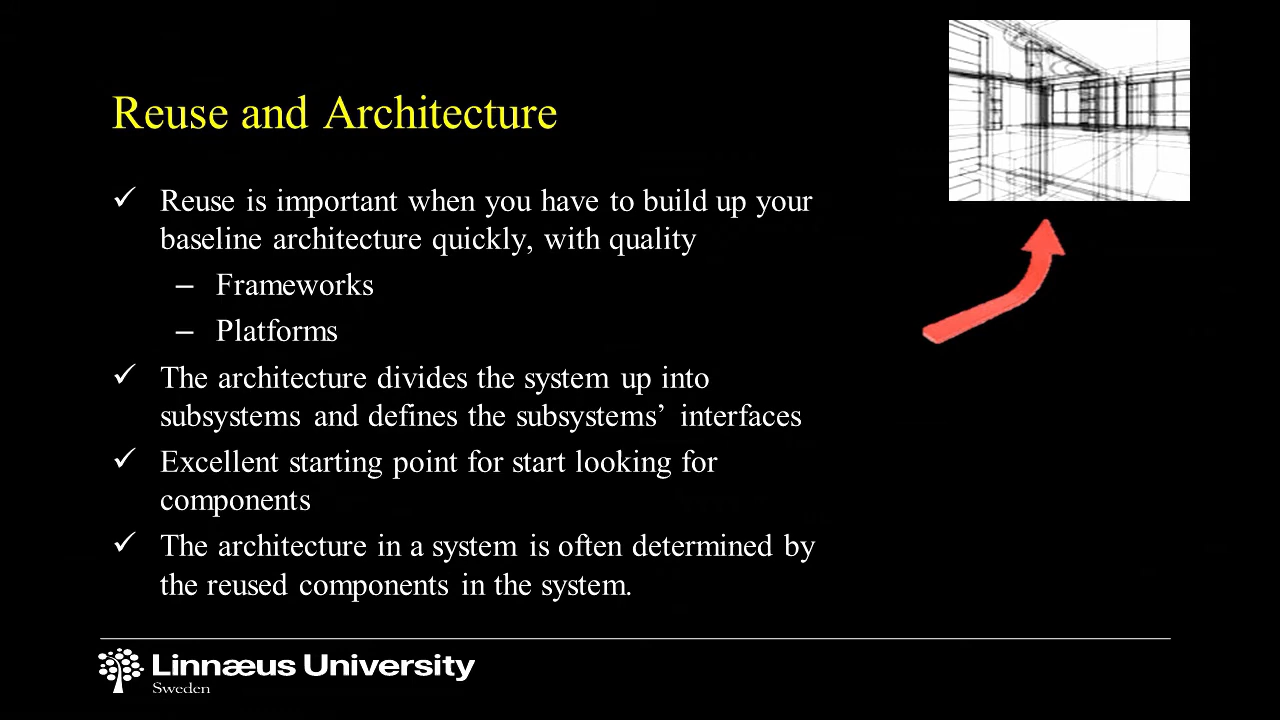 Reuse and Architecture
✓ Reuse is important when you have to build up your
baseline architecture quickly, with quality
– Frameworks
– Platforms
✓ The architecture divides the system up into
subsystems and defines the subsystems’ interfaces
✓ Excellent starting point for start looking for
components
✓ The architecture in a system is often determined by
the reused components in the system.
Linnæus University
Sweden